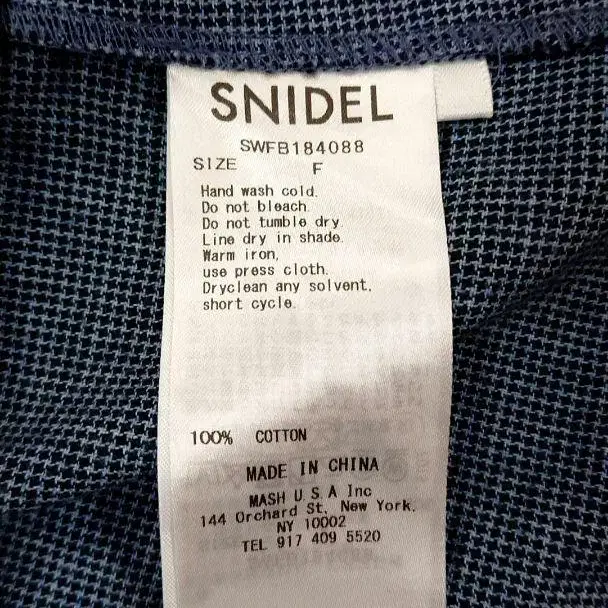 SNIDEL
SWFB184088
SIZE F
Hand wash cold.
Do not bleach.
Do not tumble dry.
Line dry in shade.
Warm iron,
use press cloth.
Dryclean any solvent,
short cycle.
100% COTTON
MADE IN CHINA
MASH U S A Inc
144 Orchard St, New York.
NY 10002
TEL 917 409 5520